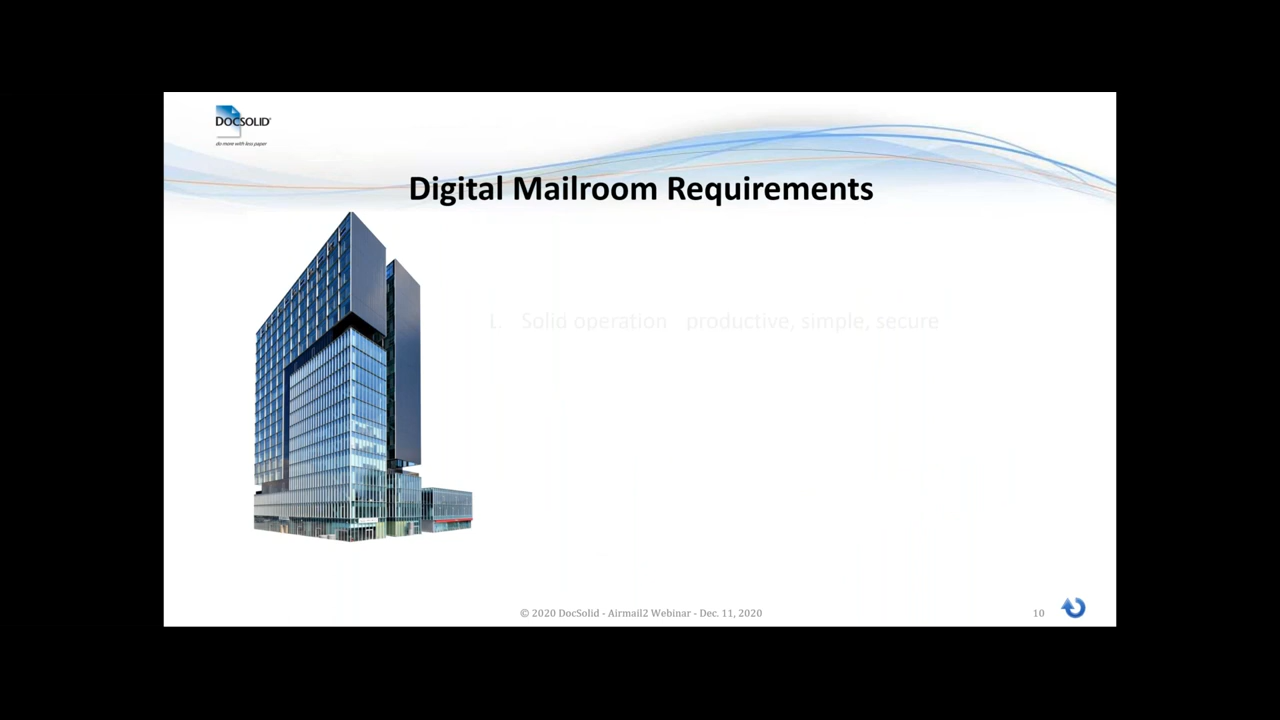 DOCSOLID
do more with less paper
Digital Mailroom Requirements
1. Solid operation productive, simple, secure
© 2020 DocSolid - Airmail2 Webinar - Dec. 11, 2020
10